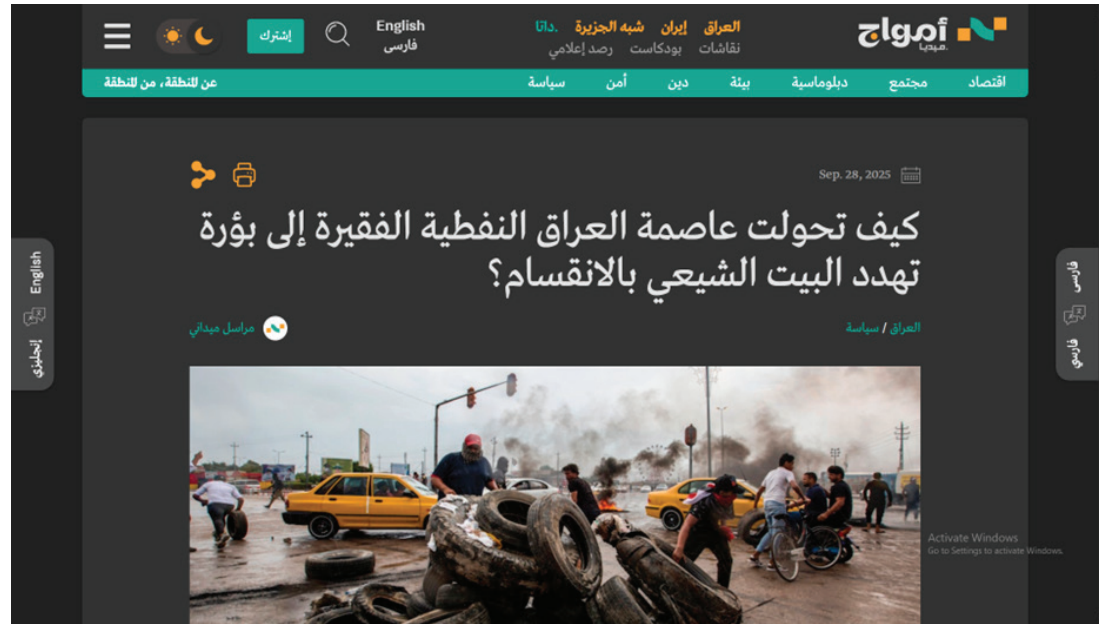 أمواج
.ميديا
العراق إيران شبه الجزيرة .داتا
نقاشات بودكاست رصد إعلامي
English
فارسی
إشترك
اقتصاد مجتمع دبلوماسية بيئة دين أمن سياسة
عن المنطقة، من المنطقة
Sep. 28, 2025
كيف تحولت عاصمة العراق النفطية الفقيرة إلى بؤرة
تهدد البيت الشيعي بالانقسام؟
العراق / سياسة
مراسل ميداني
فارسی
فارسي
English
إنجليزي
Activate Windows
Go to Settings to activate Windows.